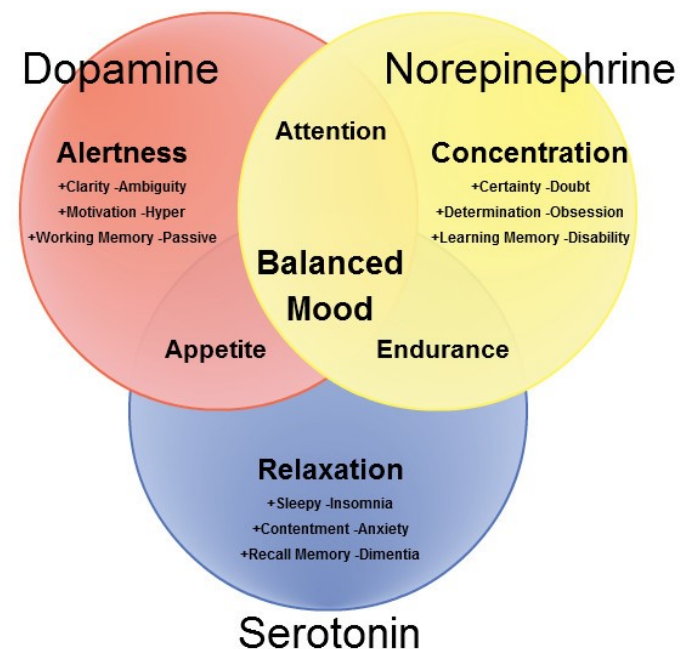 Dopamine
Norepinephrine
Attention
Alertness
+Clarity -Ambiguity
+Motivation -Hyper
+Working Memory -Passive
Concentration
+Certainty -Doubt
+Determination -Obsession
+Learning Memory -Disability
Balanced
Mood
Appetite
Endurance
Relaxation
+Sleepy -Insomnia
+Contentment -Anxiety
+Recall Memory -Dimentia
Serotonin